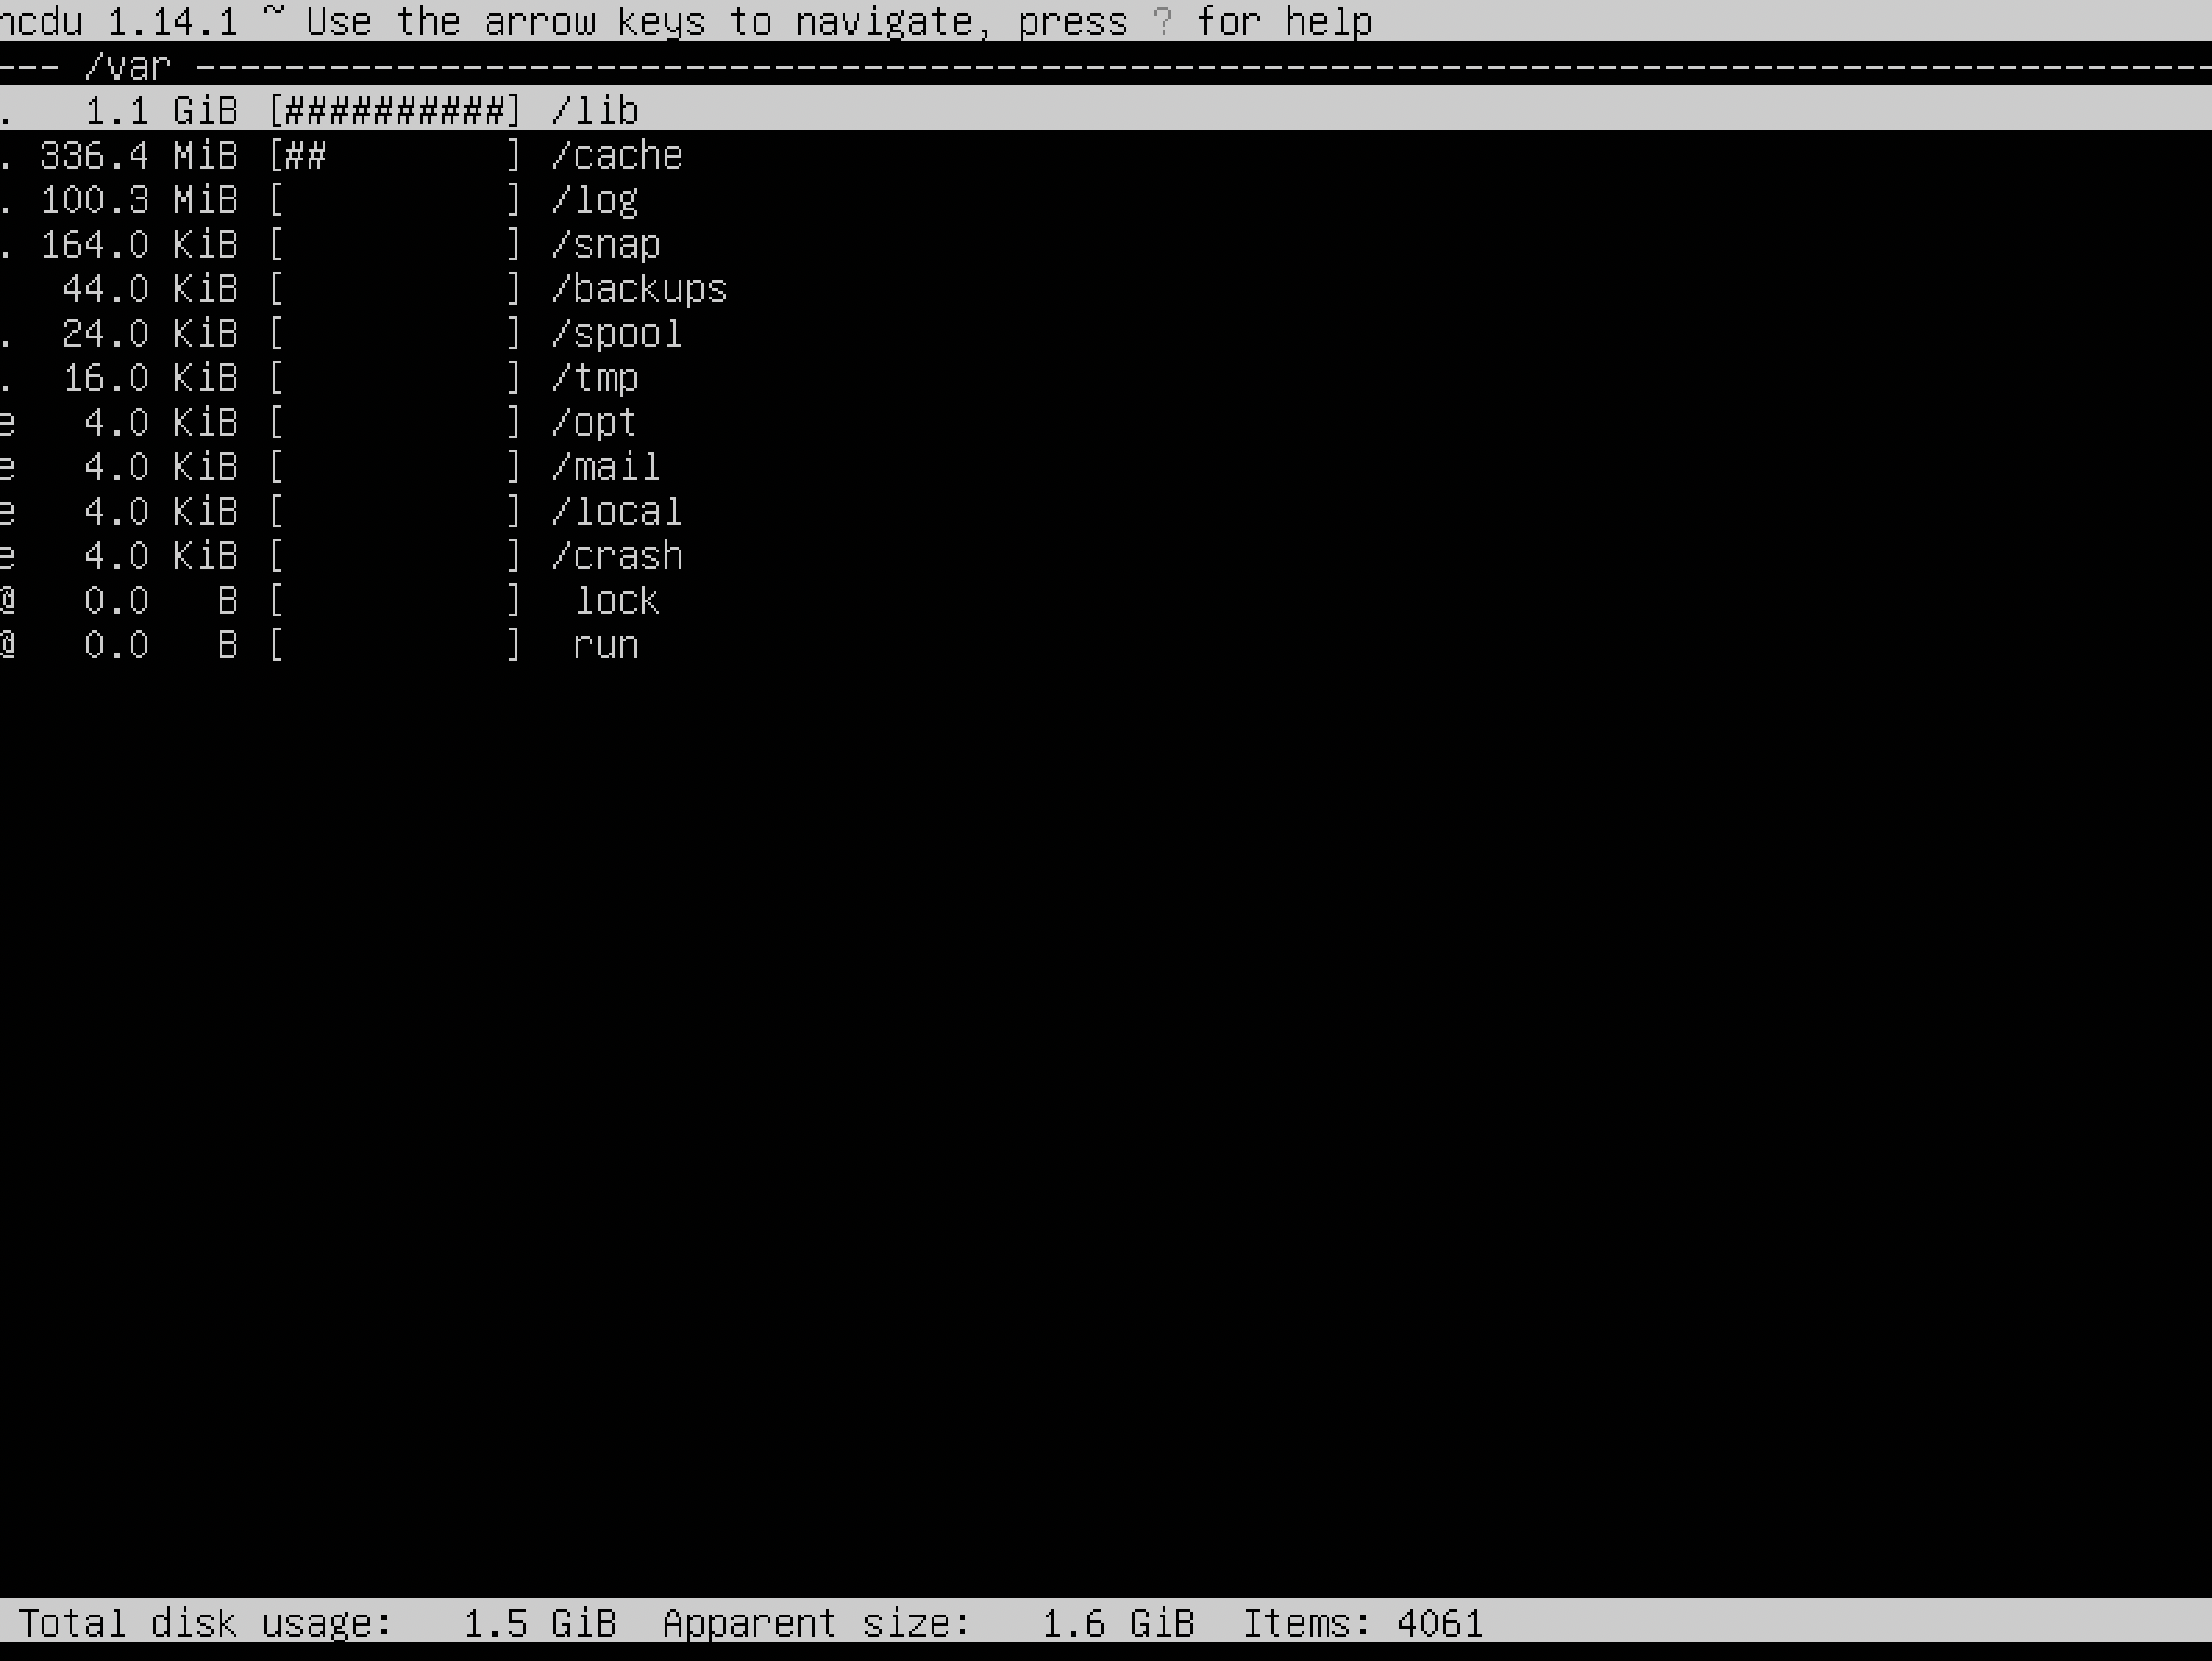 ncdu 1.14.1 ~ Use the arrow keys to navigate, press ? for help
--- /var ----------------------------------------------------------------------------------------------
.   1.1 GiB [##########] /lib
. 336.4 MiB [##        ] /cache
. 100.3 MiB [          ] /log
. 164.0 KiB [          ] /snap
   44.0 KiB [          ] /backups
.  24.0 KiB [          ] /spool
.  16.0 KiB [          ] /tmp
e   4.0 KiB [          ] /opt
e   4.0 KiB [          ] /mail
e   4.0 KiB [          ] /local
e   4.0 KiB [          ] /crash
@   0.0   B [          ]  lock
@   0.0   B [          ]  run
Total disk usage:   1.5 GiB  Apparent size:   1.6 GiB  Items: 4061